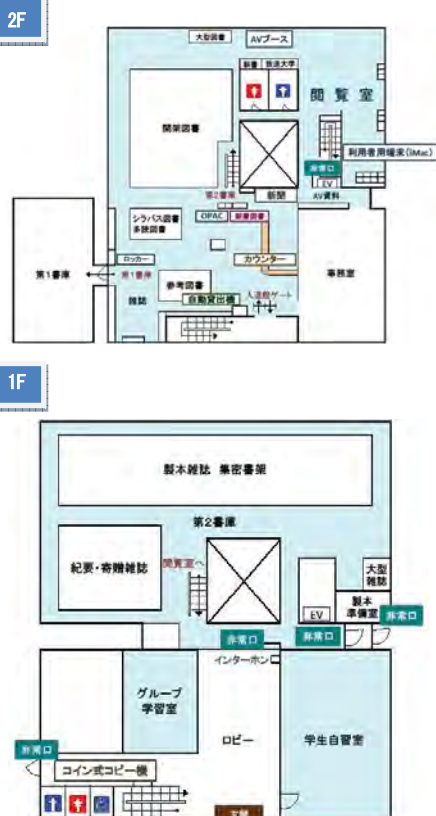 2F
大型図書
AVブース
新書
放送大学
閲覧室
開架図書
利用者用端末(iMac)
非常口
EV
第2書庫
新聞
AV資料
シラバス図書
多読図書
OPAC
新着図書
ロッカー
カウンター
第1書庫
第1書庫
参考図書
事務室
雑誌
自動貸出機
入退館ゲート
1F
製本雑誌 集密書架
第2書庫
紀要・寄贈雑誌
閲覧室へ
大型
雑誌
EV
製本
準備室
非常口
非常口
非常口
インターホン
グループ
学習室
ロビー
学生自習室
非常口
コイン式コピー機
玄関